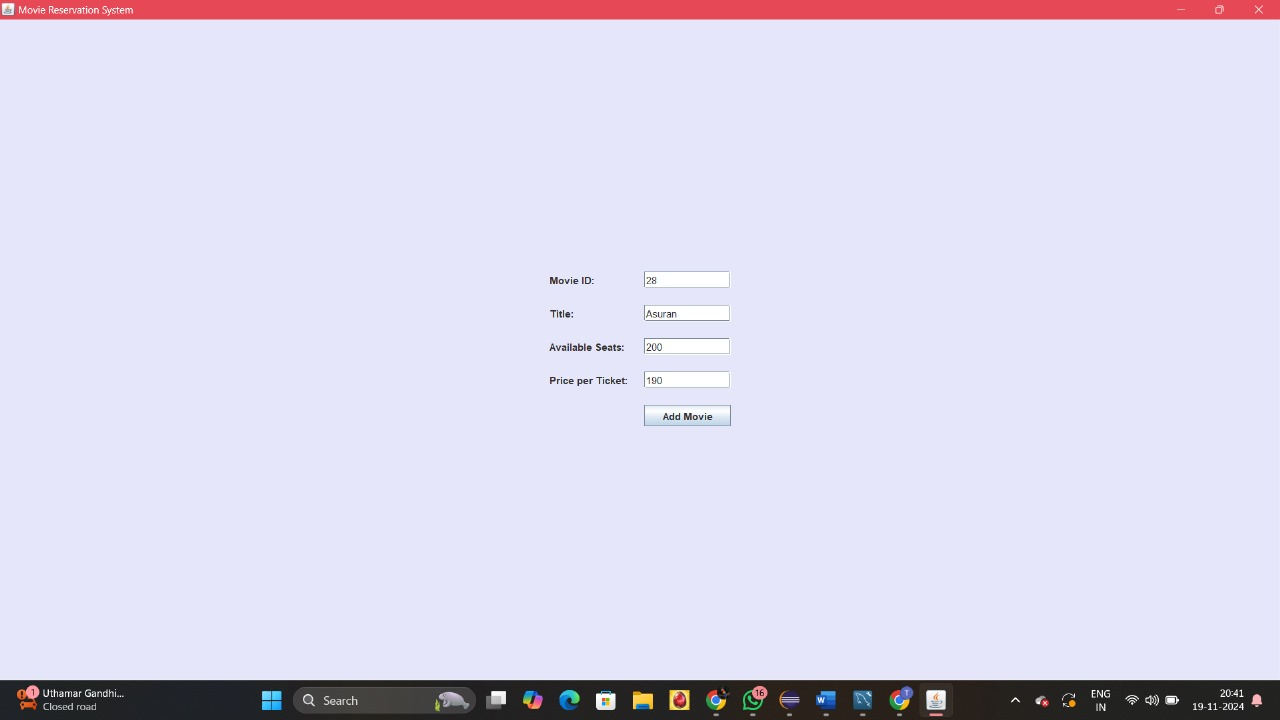 Movie Reservation System
Movie ID: 28
Title: Asuran
Available Seats: 200
Price per Ticket: 190
Add Movie
1 Uthamar Gandhi...
Closed road
Search
16
T
ENG
IN
20:41
19-11-2024